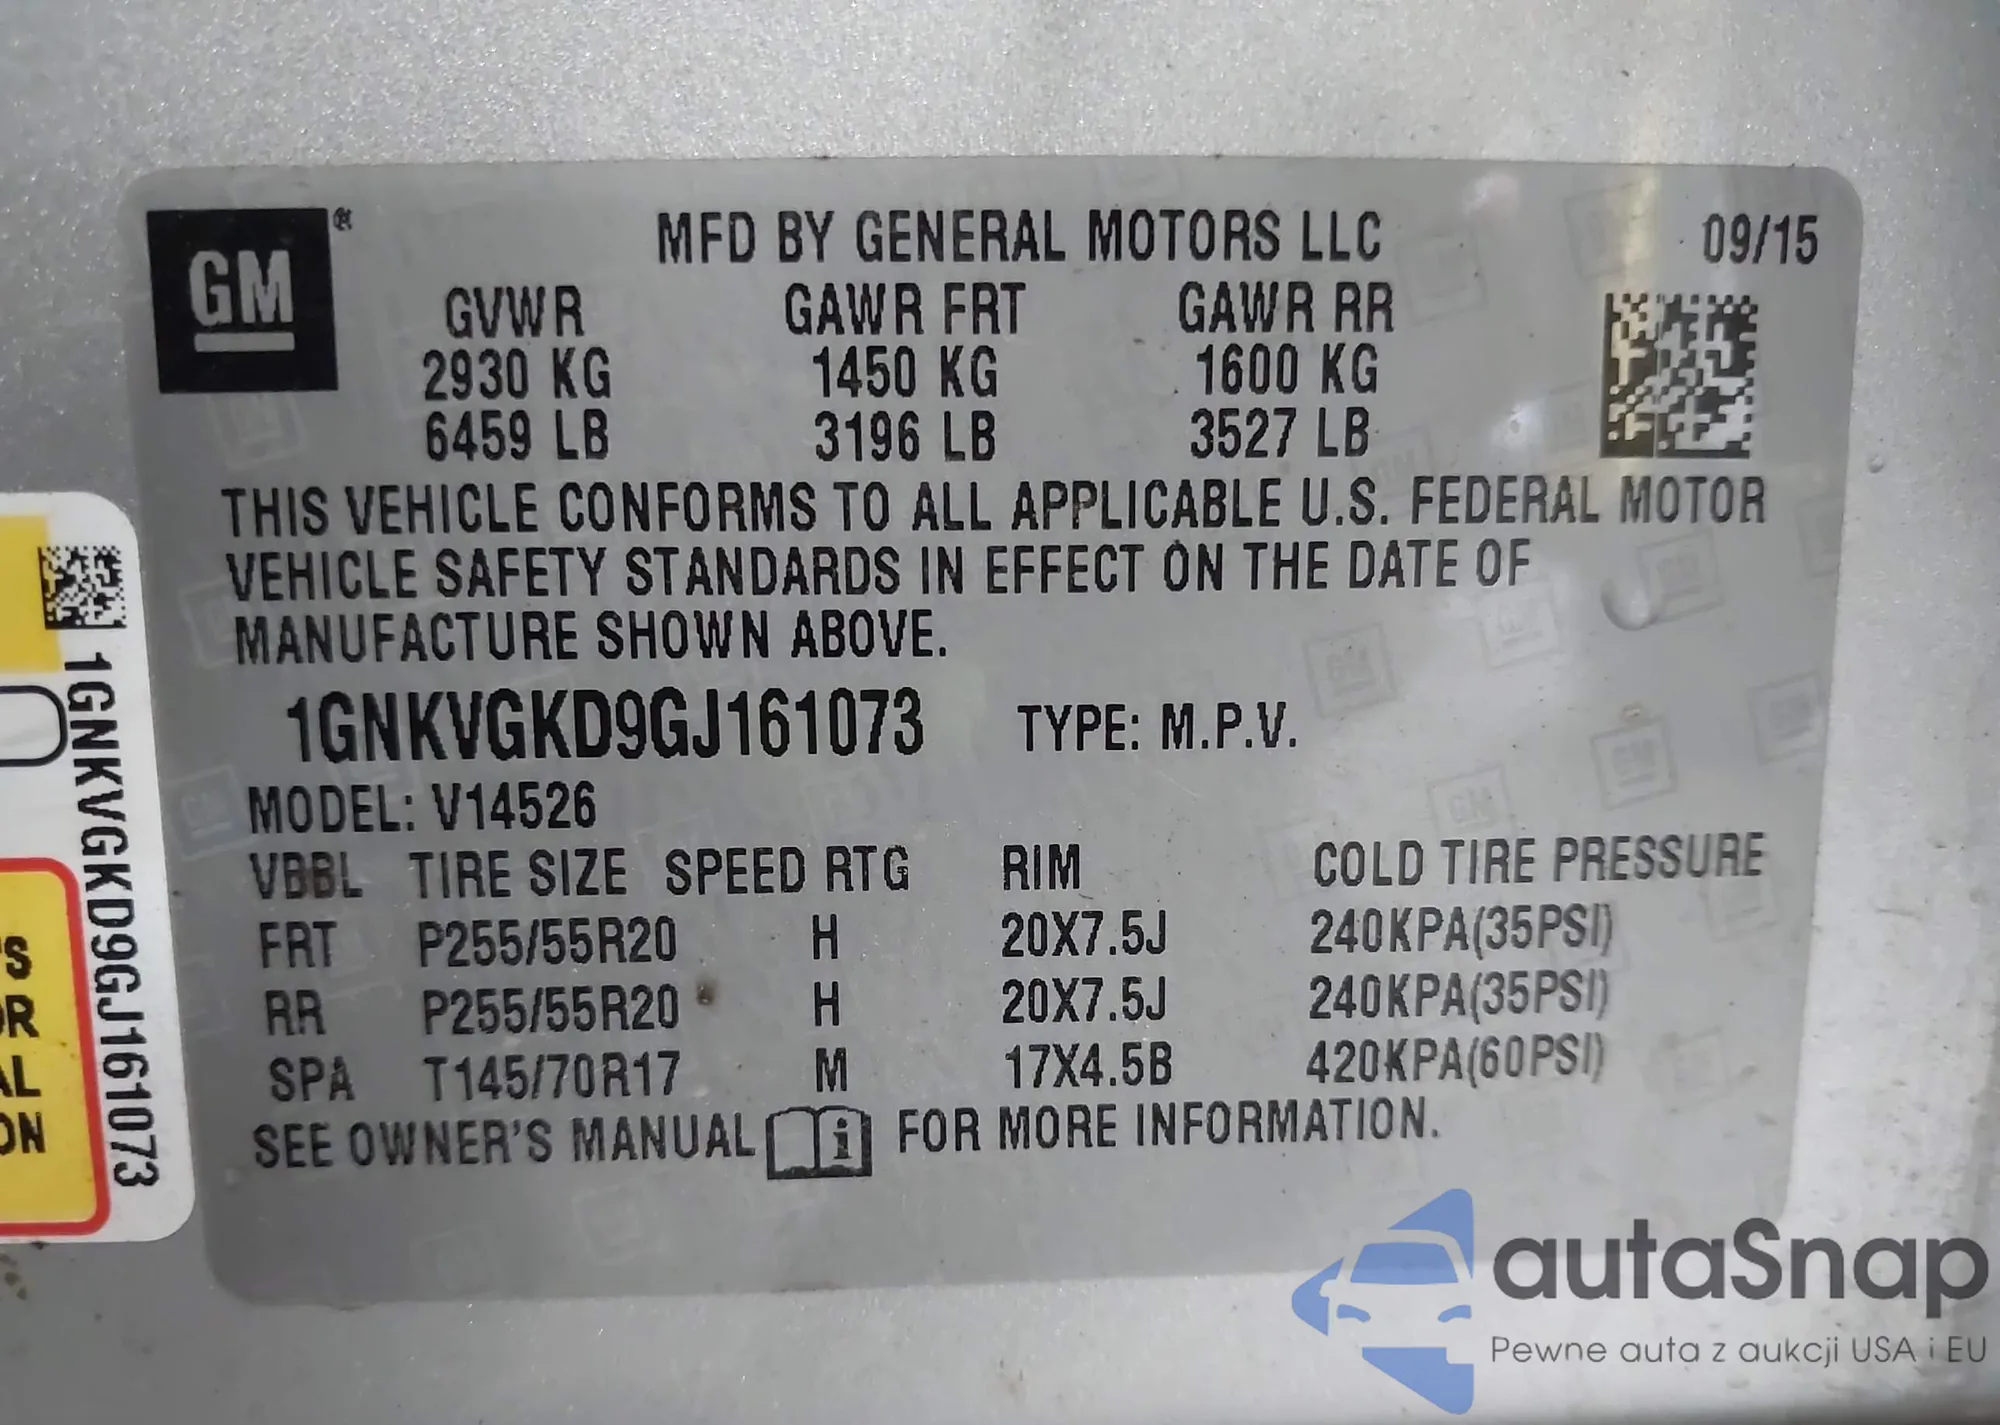 GM ®
MFD BY GENERAL MOTORS LLC 09/15
GVWR GAWR FRT GAWR RR
2930 KG 1450 KG 1600 KG
6459 LB 3196 LB 3527 LB
THIS VEHICLE CONFORMS TO ALL APPLICABLE U.S. FEDERAL MOTOR
VEHICLE SAFETY STANDARDS IN EFFECT ON THE DATE OF
MANUFACTURE SHOWN ABOVE.
1GNKVGKD9GJ161073 TYPE: M.P.V.
MODEL: V14526
VBBL TIRE SIZE SPEED RTG RIM COLD TIRE PRESSURE
FRT P255/55R20 H 20X7.5J 240KPA(35PSI)
RR P255/55R20 H 20X7.5J 240KPA(35PSI)
SPA T145/70R17 M 17X4.5B 420KPA(60PSI)
SEE OWNER'S MANUAL i FOR MORE INFORMATION.
1GNKVGKD9GJ161073
autaSnap
Pewne auta z aukcji USA i EU